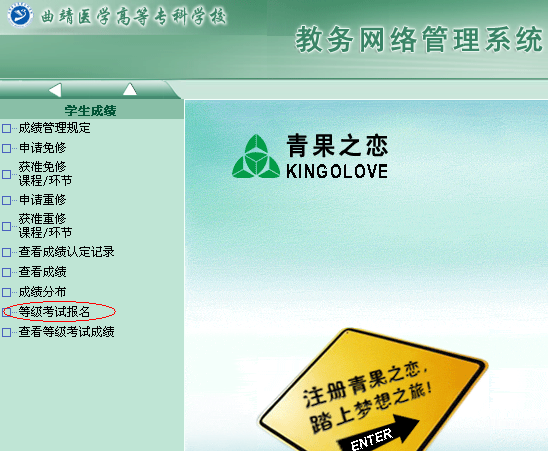 曲靖医学高等专科学校
教务网络管理系统
学生成绩
成绩管理规定
申请免修
获准免修
课程/环节
申请重修
获准重修
课程/环节
查看成绩认定记录
查看成绩
成绩分布
等级考试报名
查看等级考试成绩
青果之恋
KINGOLOVE
注册青果之恋,
踏上梦想之旅!
ENTER